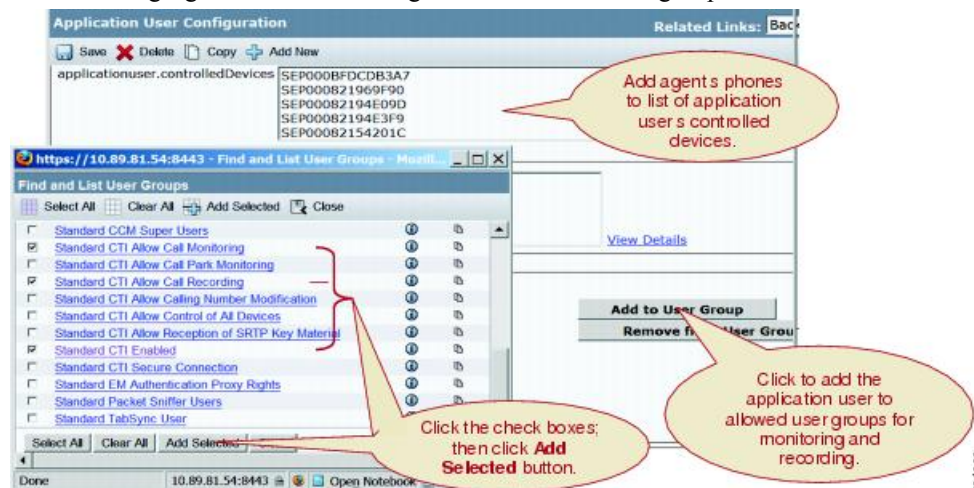 Application User Configuration
Related Links:
Save Delete Copy Add New
applicationuser.controlledDevices
SEP000BFDCDB3A7
SEP000821969F90
SEP00082194E09D
SEP00082194E3F9
SEP00082154201C
Add agent s phones
to list of application
user s controlled
devices.
https://10.89.81.54:8443 - Find and List User Groups - Mozill...
Find and List User Groups
Select All Clear All Add Selected Close
Standard CCM Super Users
Standard CTI Allow Call Monitoring
Standard CTI Allow Call Park Monitoring
Standard CTI Allow Call Recording
Standard CTI Allow Calling Number Modification
Standard CTI Allow Control of All Devices
Standard CTI Allow Reception of SRTP Key Material
Standard CTI Enabled
Standard CTI Secure Connection
Standard EM Authentication Proxy Rights
Standard Packet Sniffer Users
Standard TabSync User
Select All Clear All Add Selected
Done 10.89.81.54:8443 Open Notebook
View Details
Add to User Group
Remove User Grou
Click the check boxes;
then click Add
Selected button.
Click to add the
application user to
allowed user groups for
monitoring and
recording.